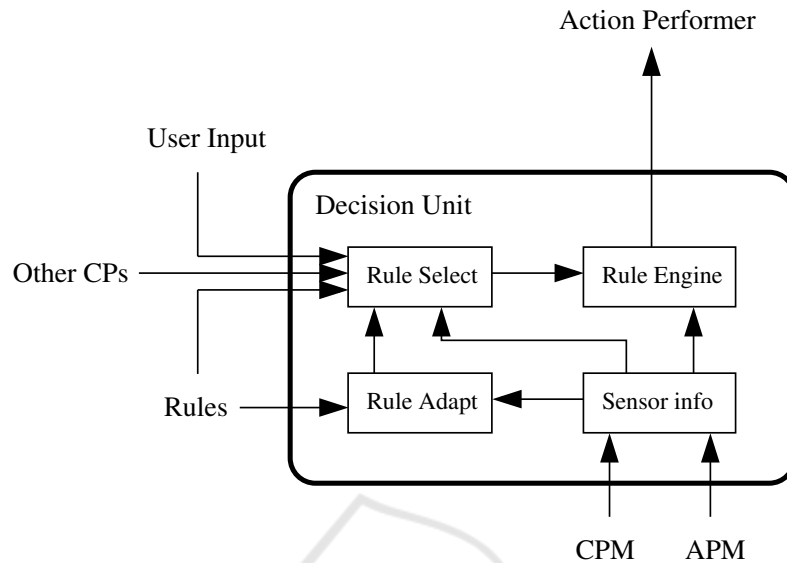 Action Performer
User Input
Decision Unit
Other CPs
Rule Select
Rule Engine
Rules
Rule Adapt
Sensor info
CPM
APM